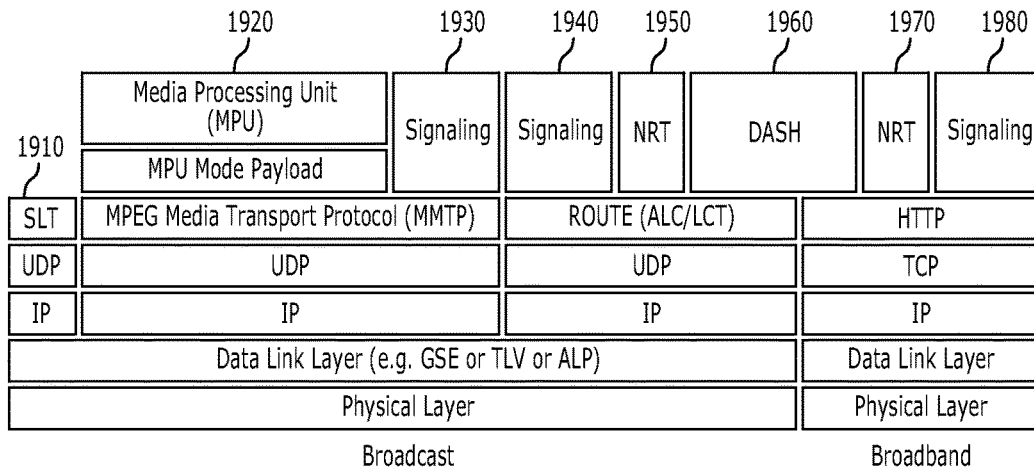 1920 1930 1940 1950 1960 1970 1980
Media Processing Unit
(MPU)
Signaling Signaling NRT DASH NRT Signaling
1910
MPU Mode Payload
SLT MPEG Media Transport Protocol (MMTP) ROUTE (ALC/LCT) HTTP
UDP UDP UDP TCP
IP IP IP IP
Data Link Layer (e.g. GSE or TLV or ALP) Data Link Layer
Physical Layer Physical Layer
Broadcast Broadband